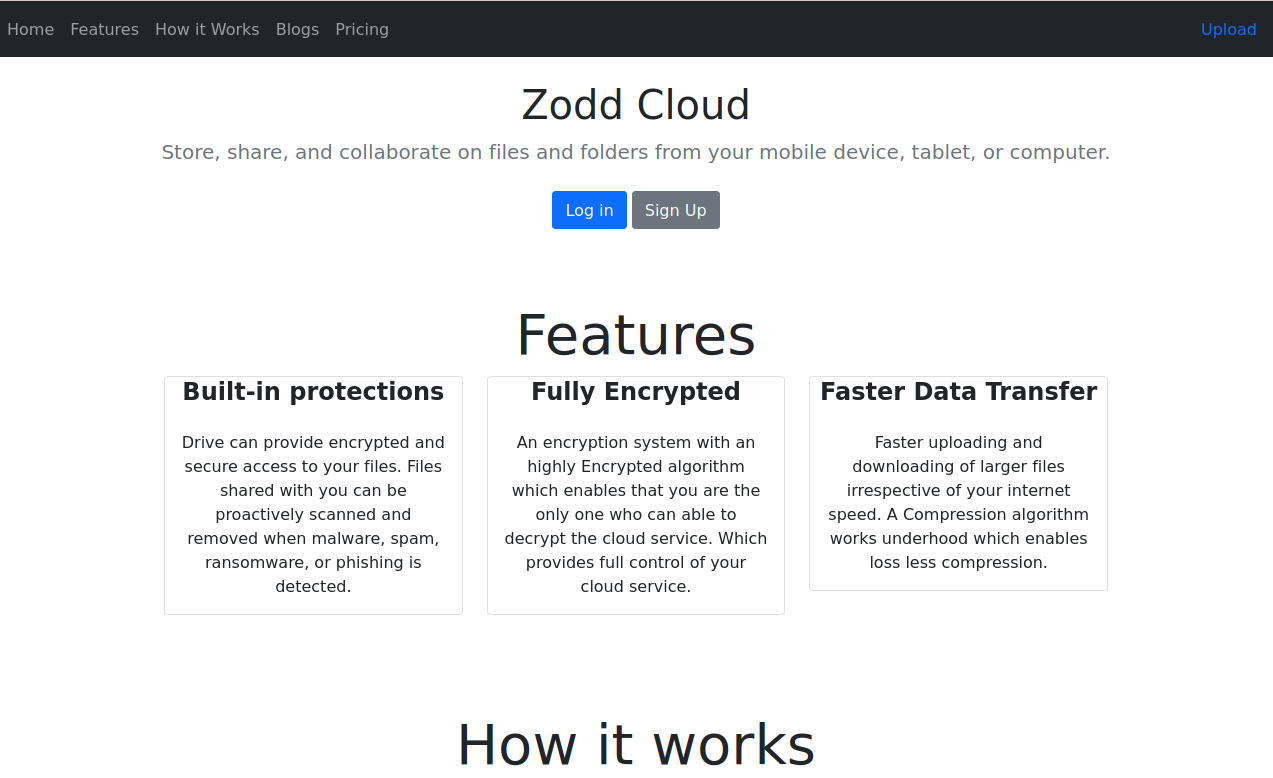 Home Features How it Works Blogs Pricing Upload
Zodd Cloud
Store, share, and collaborate on files and folders from your mobile device, tablet, or computer.
Log in Sign Up
Features
Built-in protections
Drive can provide encrypted and
secure access to your files. Files
shared with you can be
proactively scanned and
removed when malware, spam,
ransomware, or phishing is
detected.
Fully Encrypted
An encryption system with an
highly Encrypted algorithm
which enables that you are the
only one who can able to
decrypt the cloud service. Which
provides full control of your
cloud service.
Faster Data Transfer
Faster uploading and
downloading of larger files
irrespective of your internet
speed. A Compression algorithm
works underhood which enables
loss less compression.
How it works